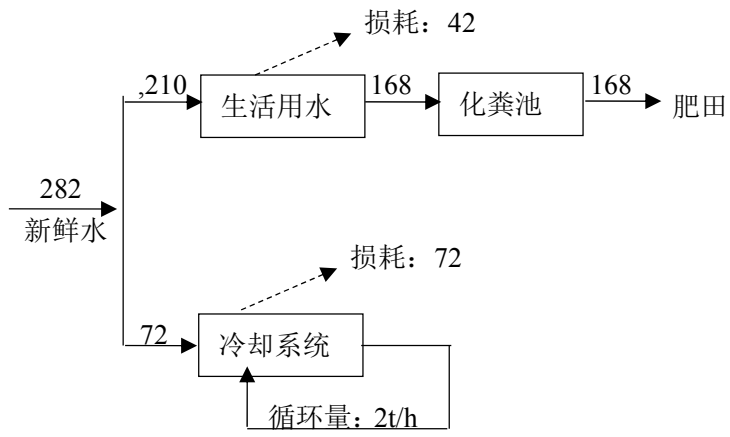 损耗：42
,210
生活用水
168
化粪池
168
肥田
282
新鲜水
损耗：72
72
冷却系统
循环量：2t/h